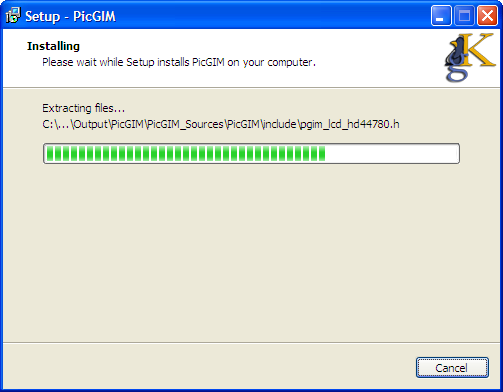 Setup - PicGIM
Installing
Please wait while Setup installs PicGIM on your computer.
Kg
Extracting files...
C:\...\Output\PicGIM\PicGIM_Sources\PicGIM\include\pgim_lcd_hd44780.h
Cancel